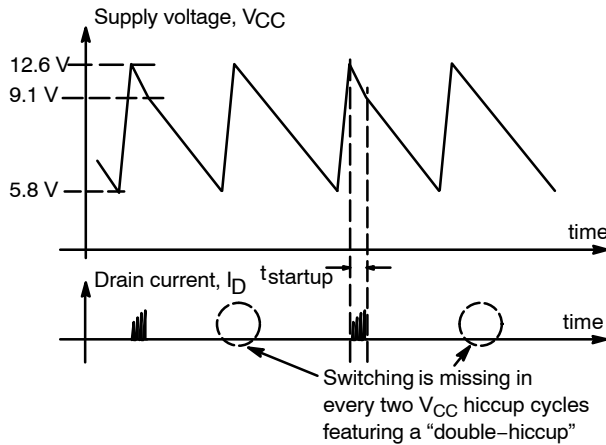 Supply voltage, VCC
12.6 V
9.1 V
5.8 V
time
tstartup
Drain current, ID
time
Switching is missing in
every two VCC hiccup cycles
featuring a “double−hiccup”